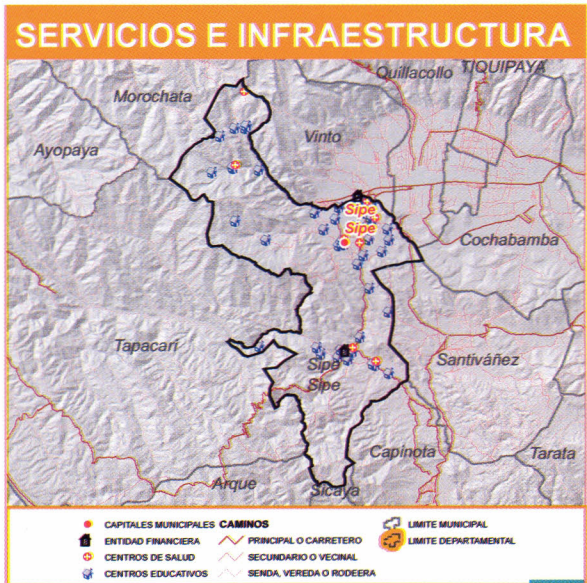 SERVICIOS E INFRAESTRUCTURA
Quillacollo
TIQUIPAYA
Morochata
Vinto
Ayopaya
Sipe
Sipe
Cochabamba
Tapacarí
Santiváñez
Sipe
Sipe
Capinota
Tarata
Arque
Sicaya
CAPITALES MUNICIPALES
ENTIDAD FINANCIERA
CENTROS DE SALUD
CENTROS EDUCATIVOS
CAMINOS
PRINCIPAL O CARRETERO
SECUNDARIO O VECINAL
SENDA, VEREDA O RODEERA
LIMITE MUNICIPAL
LIMITE DEPARTAMENTAL